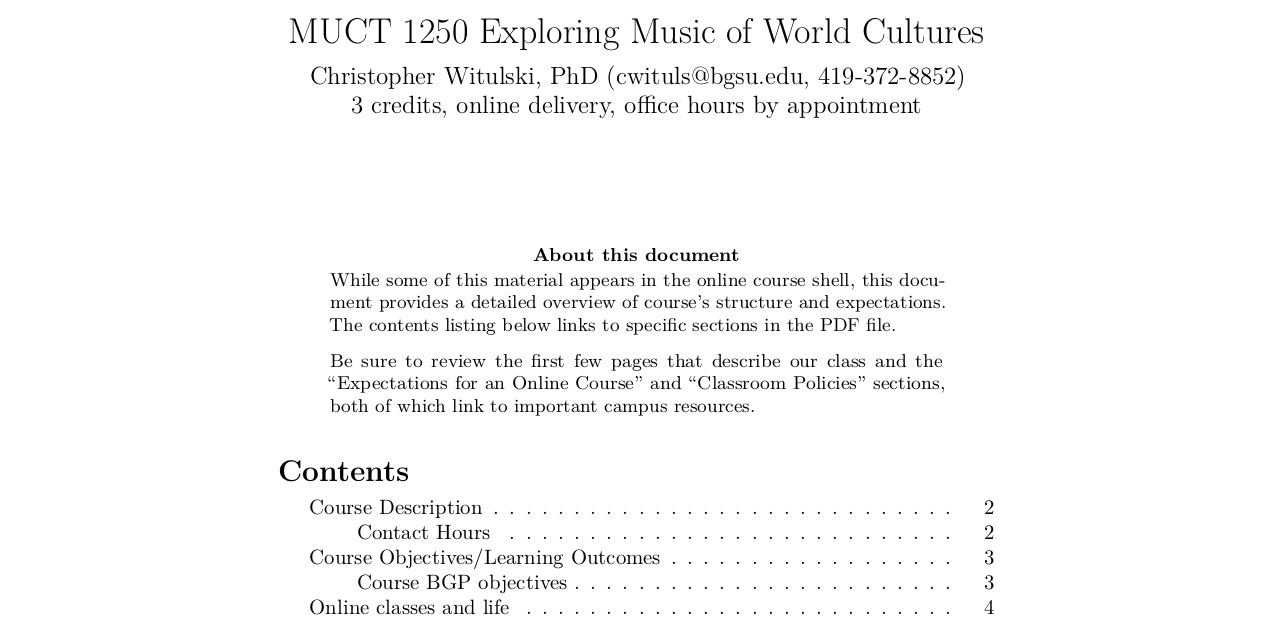 MUCT 1250 Exploring Music of World Cultures
Christopher Witulski, PhD (cwituls@bgsu.edu, 419-372-8852)
3 credits, online delivery, office hours by appointment
About this document
While some of this material appears in the online course shell, this docu-
ment provides a detailed overview of course's structure and expectations.
The contents listing below links to specific sections in the PDF file.
Be sure to review the first few pages that describe our class and the
“Expectations for an Online Course” and “Classroom Policies” sections,
both of which link to important campus resources.
Contents
Course Description . . . . . . . . . . . . . . . . . . . . . . . . . . . . . 2
Contact Hours . . . . . . . . . . . . . . . . . . . . . . . . . . . . 2
Course Objectives/Learning Outcomes . . . . . . . . . . . . . . . . . . 3
Course BGP objectives . . . . . . . . . . . . . . . . . . . . . . . . 3
Online classes and life . . . . . . . . . . . . . . . . . . . . . . . . . . . 4